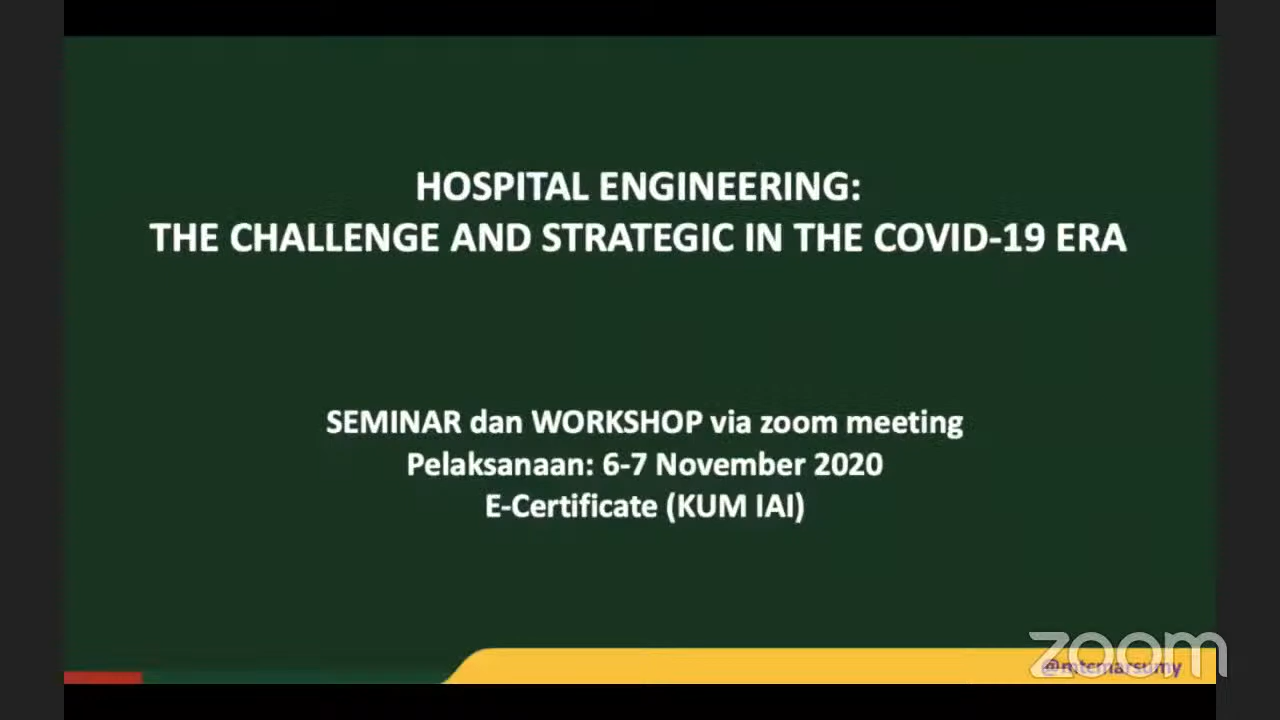 HOSPITAL ENGINEERING:
THE CHALLENGE AND STRATEGIC IN THE COVID-19 ERA
SEMINAR dan WORKSHOP via zoom meeting
Pelaksanaan: 6-7 November 2020
E-Certificate (KUM IAI)
zoom
@mtemarsumy